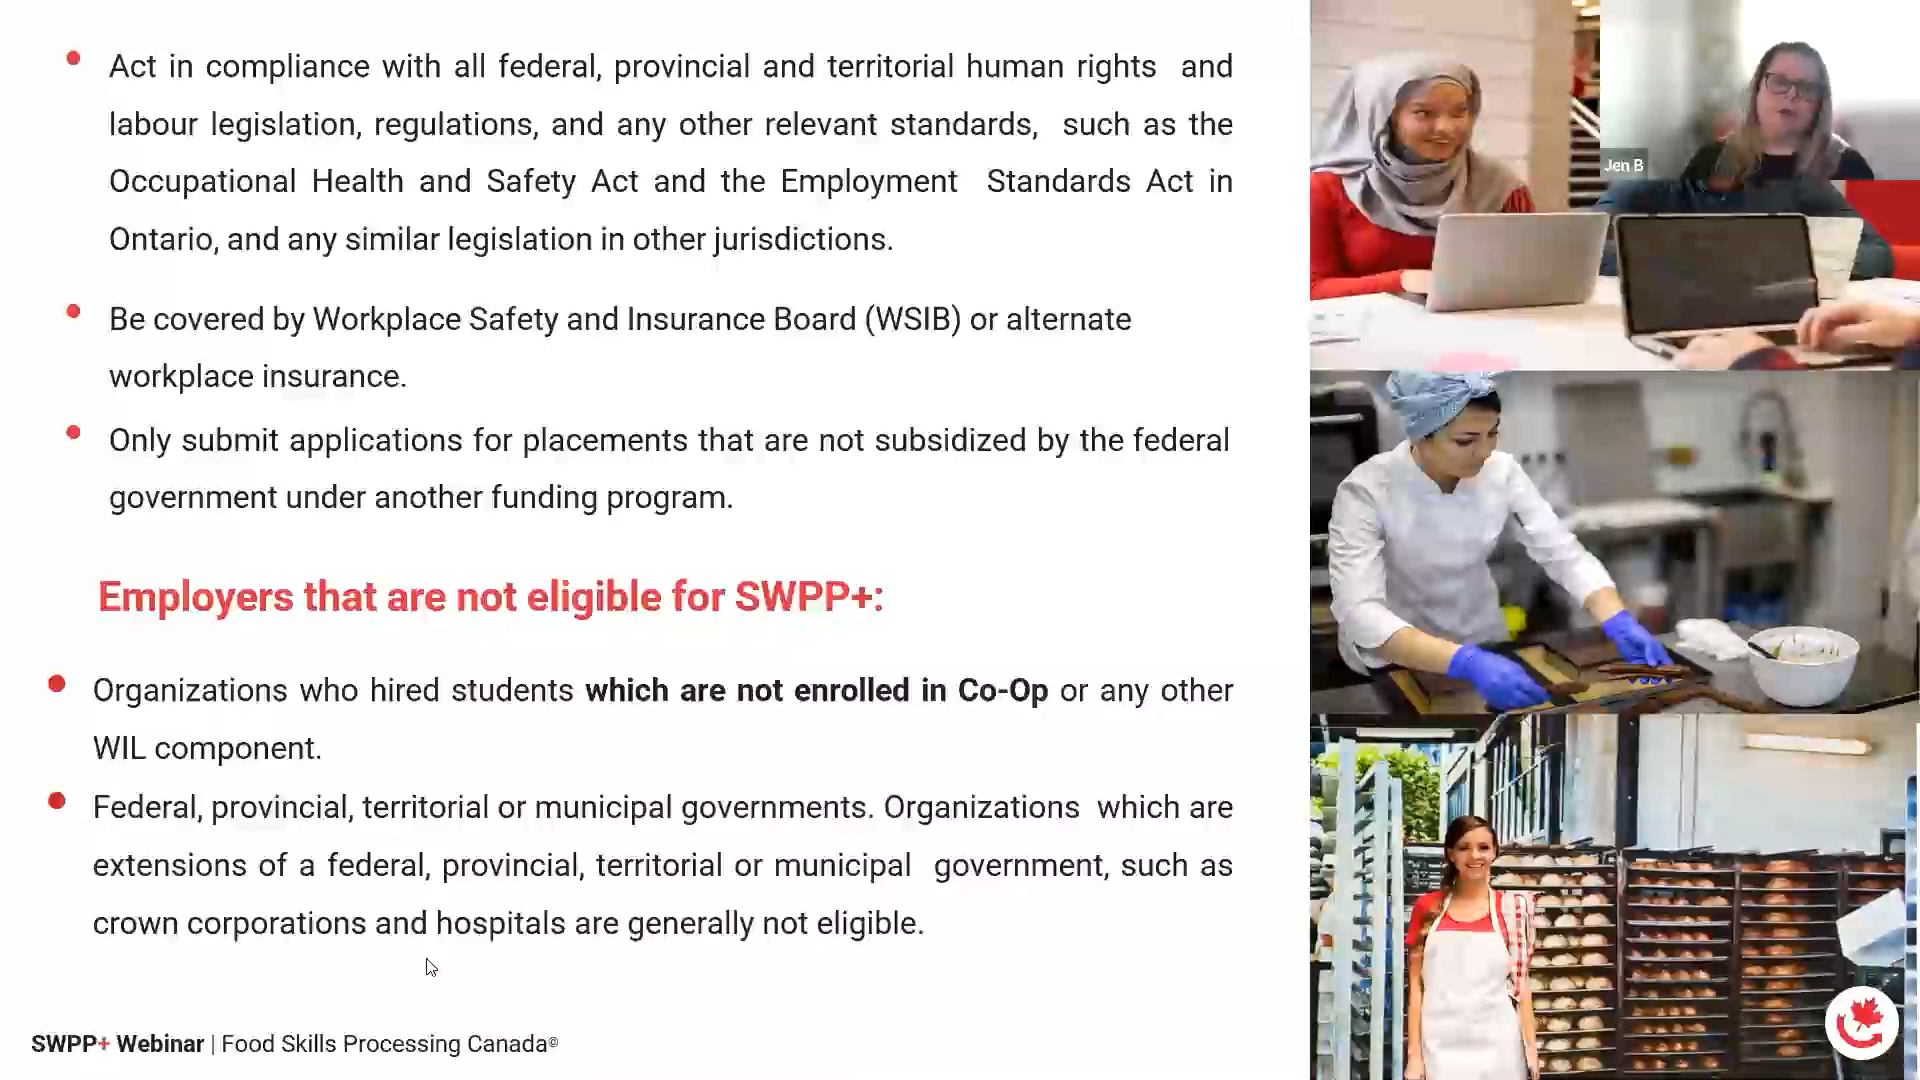 Act in compliance with all federal, provincial and territorial human rights and
labour legislation, regulations, and any other relevant standards, such as the
Occupational Health and Safety Act and the Employment Standards Act in
Ontario, and any similar legislation in other jurisdictions.
Be covered by Workplace Safety and Insurance Board (WSIB) or alternate
workplace insurance.
Only submit applications for placements that are not subsidized by the federal
government under another funding program.
Employers that are not eligible for SWPP+:
Organizations who hired students which are not enrolled in Co-Op or any other
WIL component.
Federal, provincial, territorial or municipal governments. Organizations which are
extensions of a federal, provincial, territorial or municipal government, such as
crown corporations and hospitals are generally not eligible.
SWPP+ Webinar | Food Skills Processing Canada©
Jen B